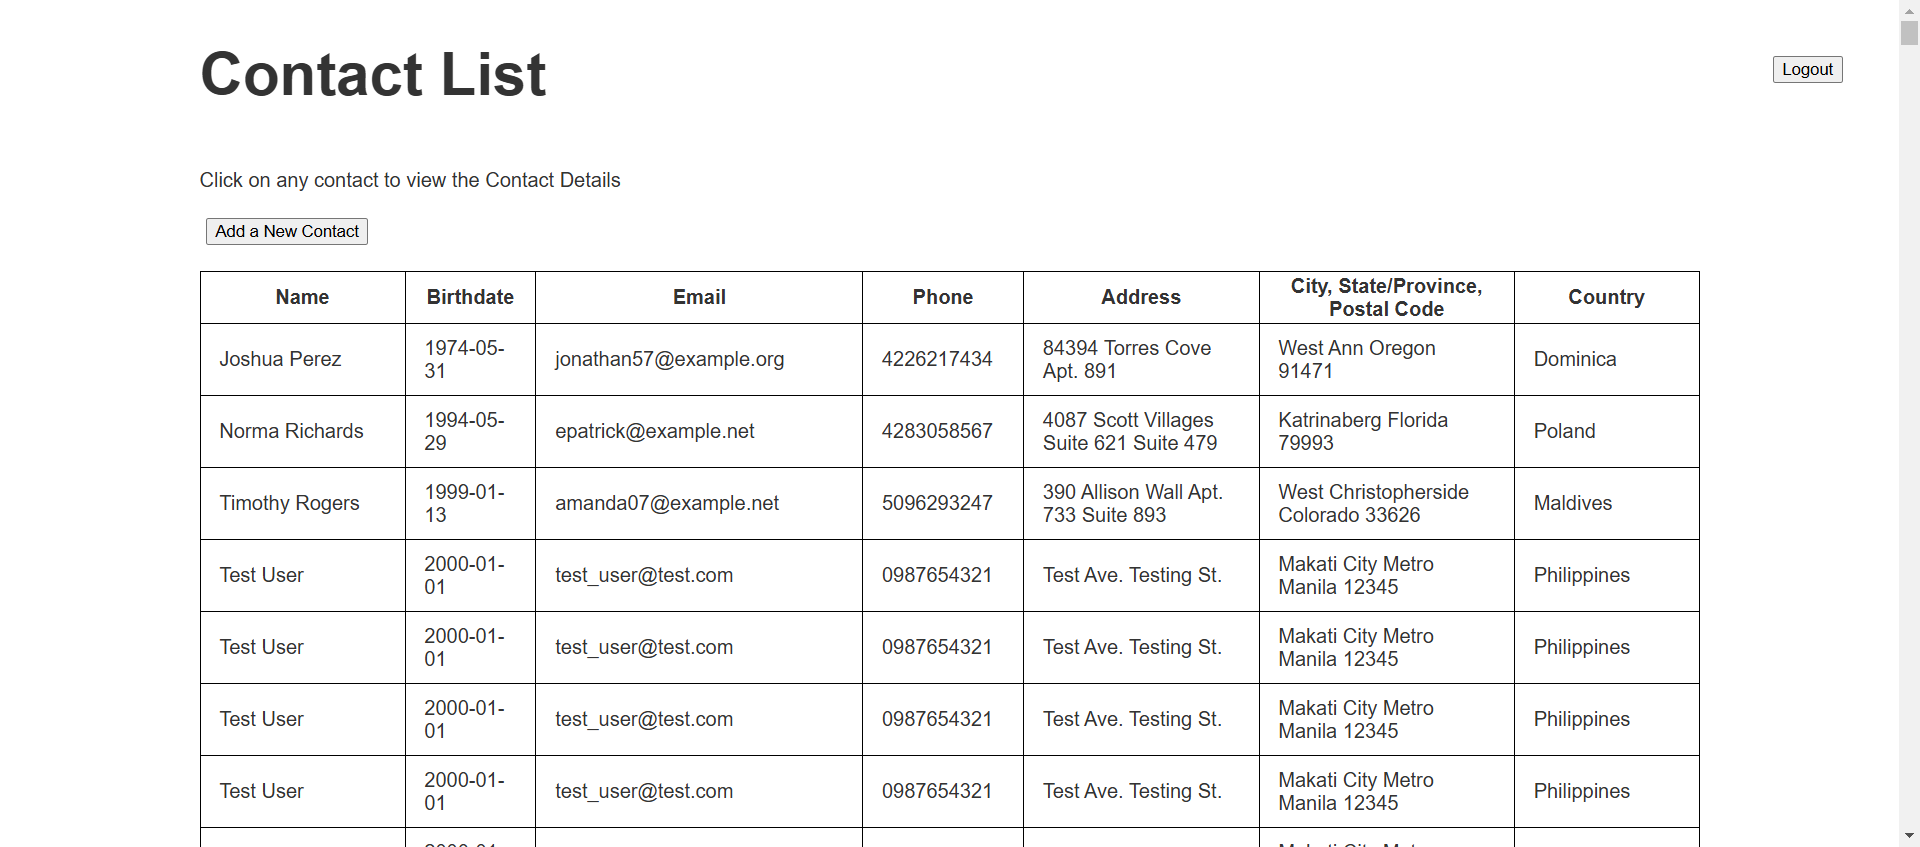 Contact List
Logout
Click on any contact to view the Contact Details
Add a New Contact
Name Birthdate Email Phone Address City, State/Province, Postal Code Country
Joshua Perez 1974-05-31 jonathan57@example.org 4226217434 84394 Torres Cove Apt. 891 West Ann Oregon 91471 Dominica
Norma Richards 1994-05-29 epatrick@example.net 4283058567 4087 Scott Villages Suite 621 Suite 479 Katrinaberg Florida 79993 Poland
Timothy Rogers 1999-01-13 amanda07@example.net 5096293247 390 Allison Wall Apt. 733 Suite 893 West Christopherside Colorado 33626 Maldives
Test User 2000-01-01 test_user@test.com 0987654321 Test Ave. Testing St. Makati City Metro Manila 12345 Philippines
Test User 2000-01-01 test_user@test.com 0987654321 Test Ave. Testing St. Makati City Metro Manila 12345 Philippines
Test User 2000-01-01 test_user@test.com 0987654321 Test Ave. Testing St. Makati City Metro Manila 12345 Philippines
Test User 2000-01-01 test_user@test.com 0987654321 Test Ave. Testing St. Makati City Metro Manila 12345 Philippines